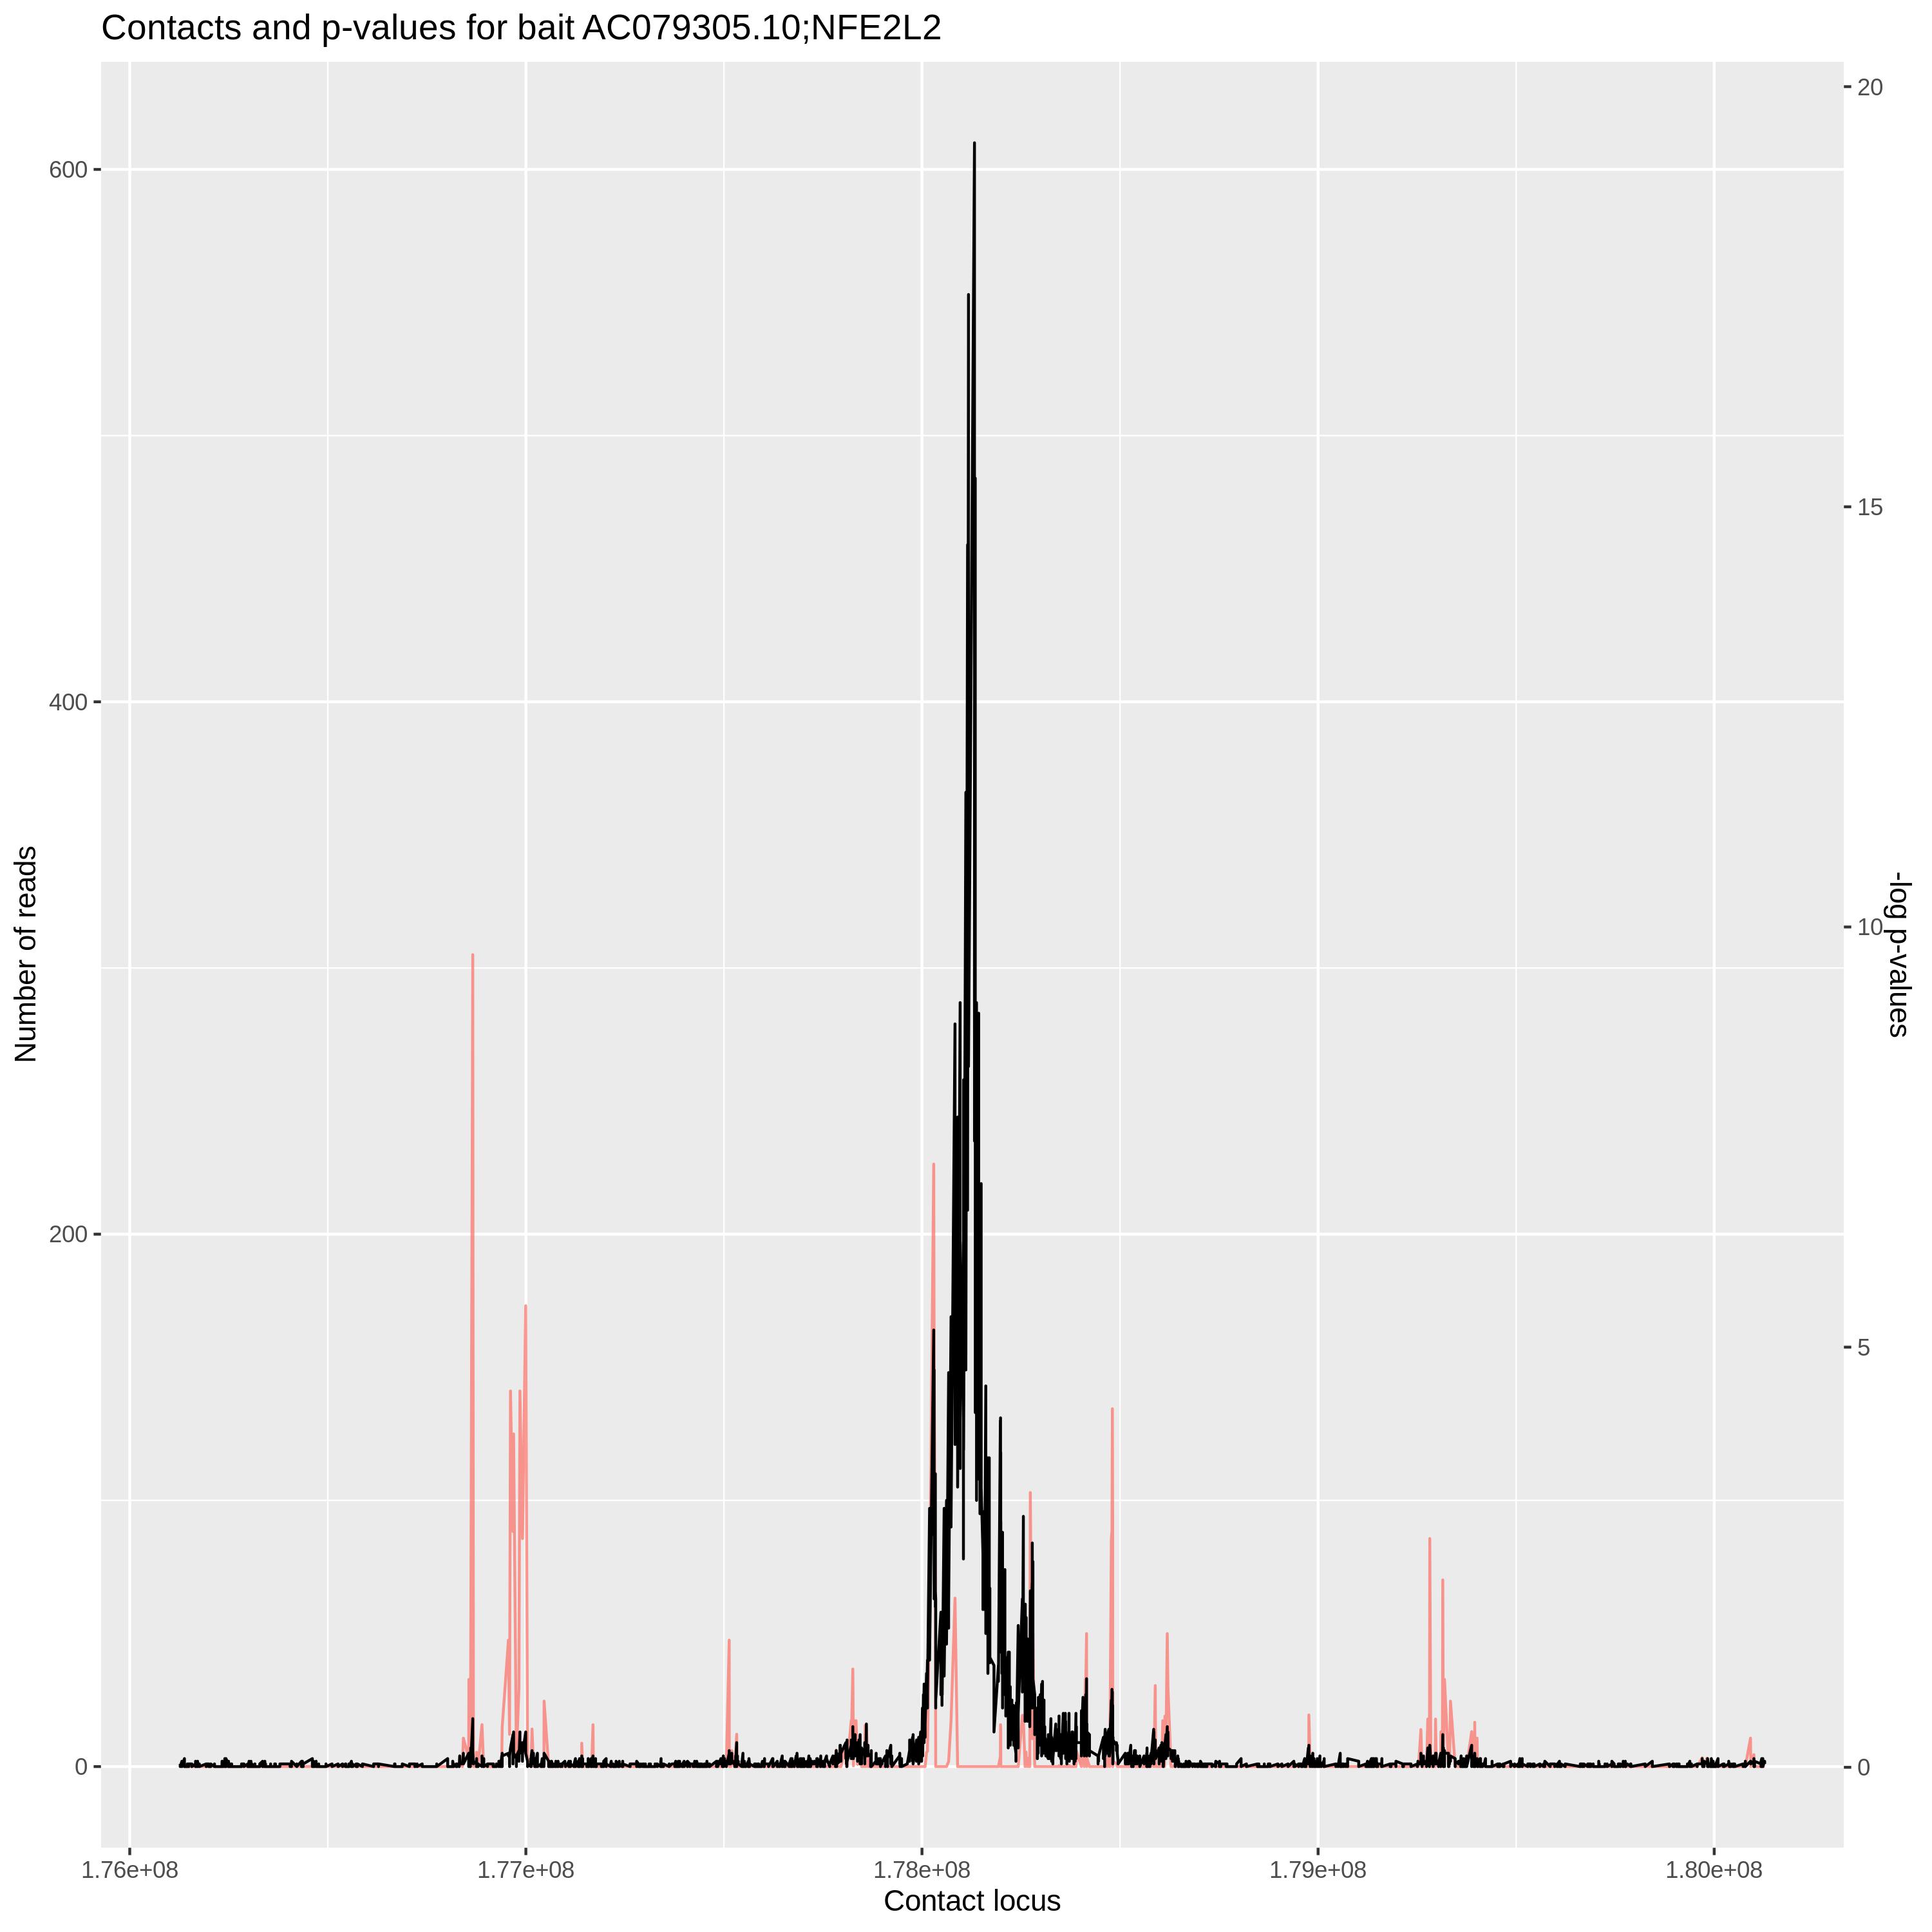 Contacts and p-values for bait AC079305.10;NFE2L2
Number of reads
600
400
200
0
20
15
10
5
0
-log p-values
1.76e+08
1.77e+08
1.78e+08
1.79e+08
1.80e+08
Contact locus